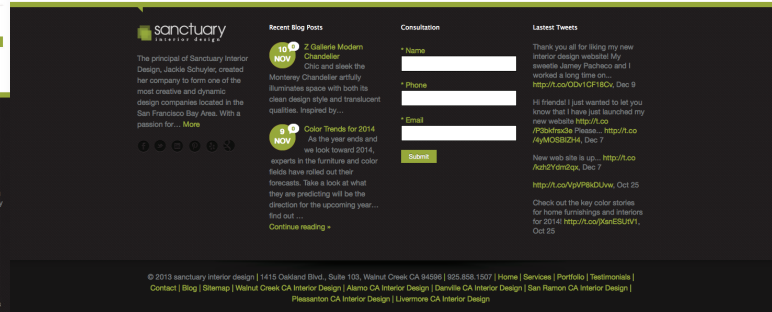 sanctuary
interior design
The principal of Sanctuary Interior
Design, Jackie Schuyler, created
her company to form one of the
most creative and dynamic
design companies located in the
San Francisco Bay Area. With a
passion for… More
Recent Blog Posts
10
NOV
0
Z Gallerie Modern
Chandelier
Chic and sleek the
Monterey Chandelier artfully
illuminates space with both its
clean design style and translucent
qualities. Inspired by…
9
NOV
0
Color Trends for 2014
As the year ends and
we look toward 2014,
experts in the furniture and color
fields have rolled out their
forecasts. Take a look at what
they are predicting will be the
direction for the upcoming year…
find out …
Continue reading »
Consultation
* Name
* Phone
* Email
Submit
Lastest Tweets
Thank you all for liking my new
interior design website! My
sweetie Jamey Pacheco and I
worked a long time on...
http://t.co/ODv1CF18Cv, Dec 9
Hi friends! I just wanted to let you
know that I have just launched my
new website http://t.co
/P3bkfrsx3e Please... http://t.co
/4yMOSBlZH4, Dec 7
New web site is up... http://t.co
/kzh2Ydm2qx, Dec 7
http://t.co/VpVP8kDUvw, Oct 25
Check out the key color stories
for home furnishings and interiors
for 2014! http://t.co/jXsnESUtV1,
Oct 25
© 2013 sanctuary interior design | 1415 Oakland Blvd., Suite 103, Walnut Creek CA 94596 | 925.858.1507 | Home | Services | Portfolio | Testimonials |
Contact | Blog | Sitemap | Walnut Creek CA Interior Design | Alamo CA Interior Design | Danville CA Interior Design | San Ramon CA Interior Design |
Pleasanton CA Interior Design | Livermore CA Interior Design